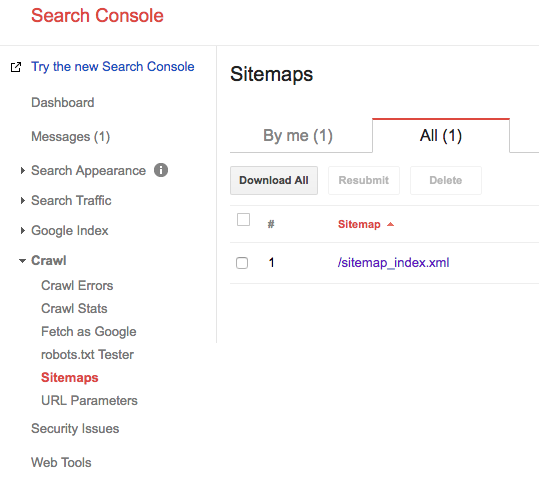 Search Console
Try the new Search Console
Dashboard
Messages (1)
Search Appearance i
Search Traffic
Google Index
Crawl
Crawl Errors
Crawl Stats
Fetch as Google
robots.txt Tester
Sitemaps
URL Parameters
Security Issues
Web Tools
Sitemaps
By me (1) All (1)
Download All Resubmit Delete
# Sitemap
1 /sitemap_index.xml